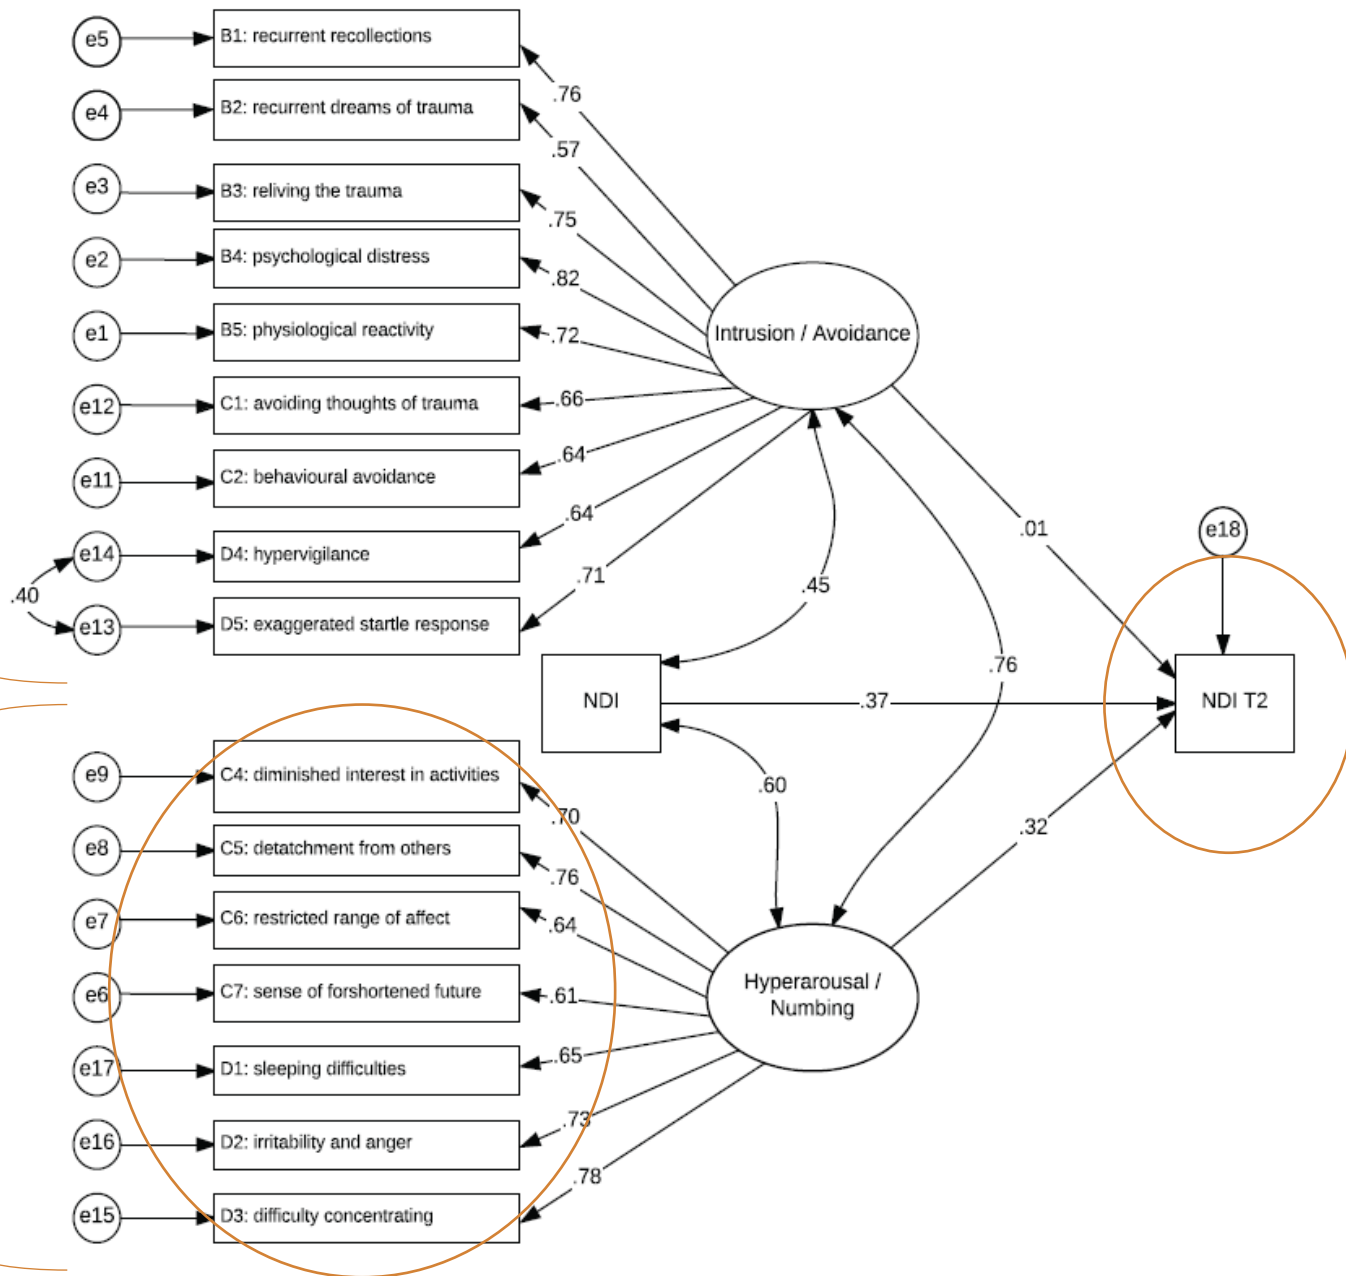 e5
B1: recurrent recollections
.76
e4
B2: recurrent dreams of trauma
.57
e3
B3: reliving the trauma
.75
e2
B4: psychological distress
.82
e1
B5: physiological reactivity
.72
Intrusion / Avoidance
e12
C1: avoiding thoughts of trauma
.66
e11
C2: behavioural avoidance
.64
e14
D4: hypervigilance
.64
.40
e13
D5: exaggerated startle response
.71
.45
.01
e18
.76
NDI
.37
NDI T2
.60
.32
e9
C4: diminished interest in activities
.70
e8
C5: detatchment from others
.76
e7
C6: restricted range of affect
.64
e6
C7: sense of forshortened future
.61
Hyperarousal /
Numbing
e17
D1: sleeping difficulties
.65
e16
D2: irritability and anger
.73
e15
D3: difficulty concentrating
.78